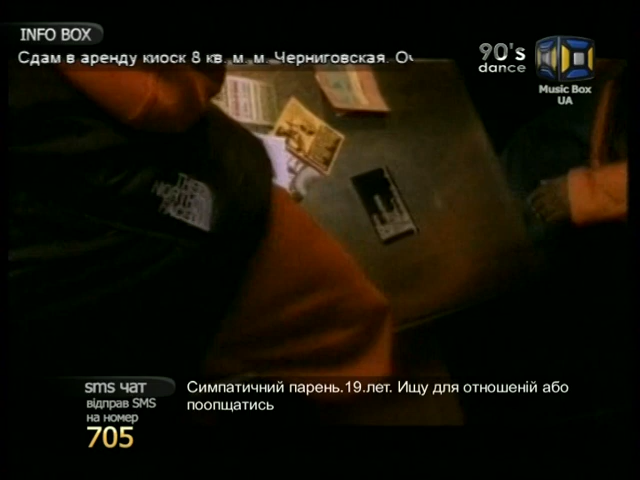 INFO BOX
Сдам в аренду киоск 8 кв. м. м. Черниговская. Оч
90's
dance
Music Box
UA
THE
NORTH
FACE
sms чат
відправ SMS
на номер
705
Симпатичний парень.19.лет. Ищу для отношеній або
поопщатись